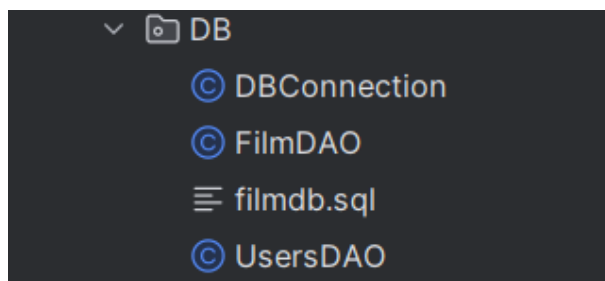 DB
DBConnection
FilmDAO
filmdb.sql
UsersDAO